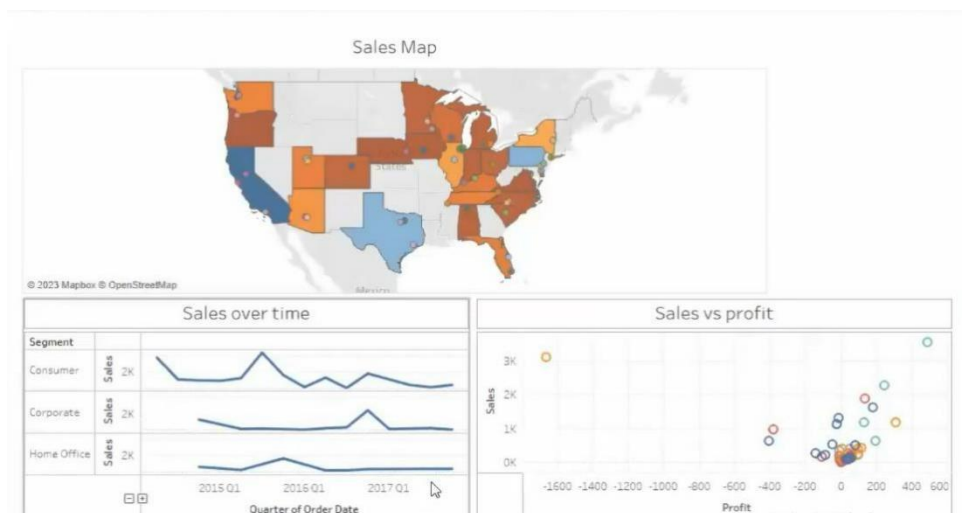 Sales Map
States
© 2023 Mapbox © OpenStreetMap
Mexico
Sales over time
Segment
Consumer
Sales
2K
Corporate
Sales
2K
Home Office
Sales
2K
2015 Q1 2016 Q1 2017 Q1
Quarter of Order Date
Sales vs profit
Sales
3K
2K
1K
0K
-1600 -1400 -1200 -1000 -800 -600 -400 -200 0 200 400 600
Profit